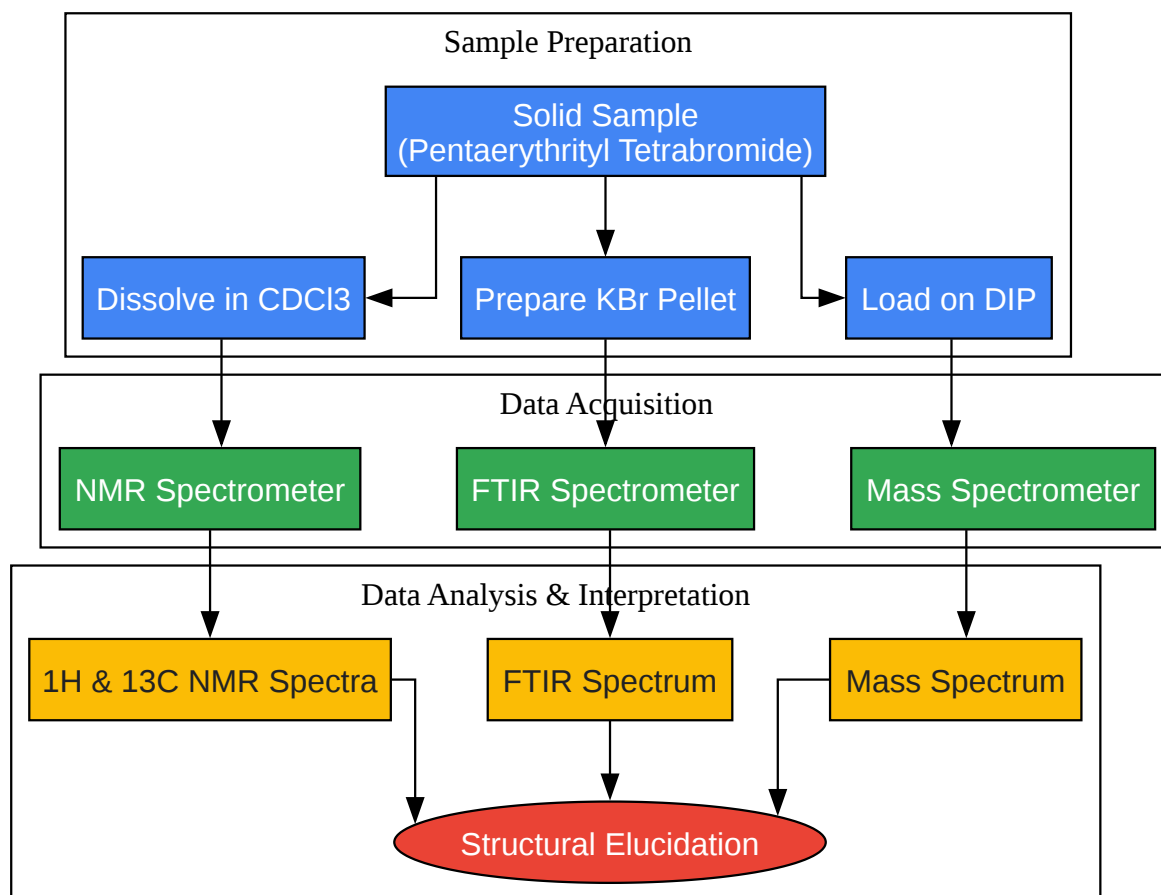 Sample Preparation
Solid Sample
(Pentaerythrityl Tetrabromide)
Dissolve in CDCl3
Prepare KBr Pellet
Load on DIP
Data Acquisition
NMR Spectrometer
FTIR Spectrometer
Mass Spectrometer
Data Analysis & Interpretation
1H & 13C NMR Spectra
FTIR Spectrum
Mass Spectrum
Structural Elucidation